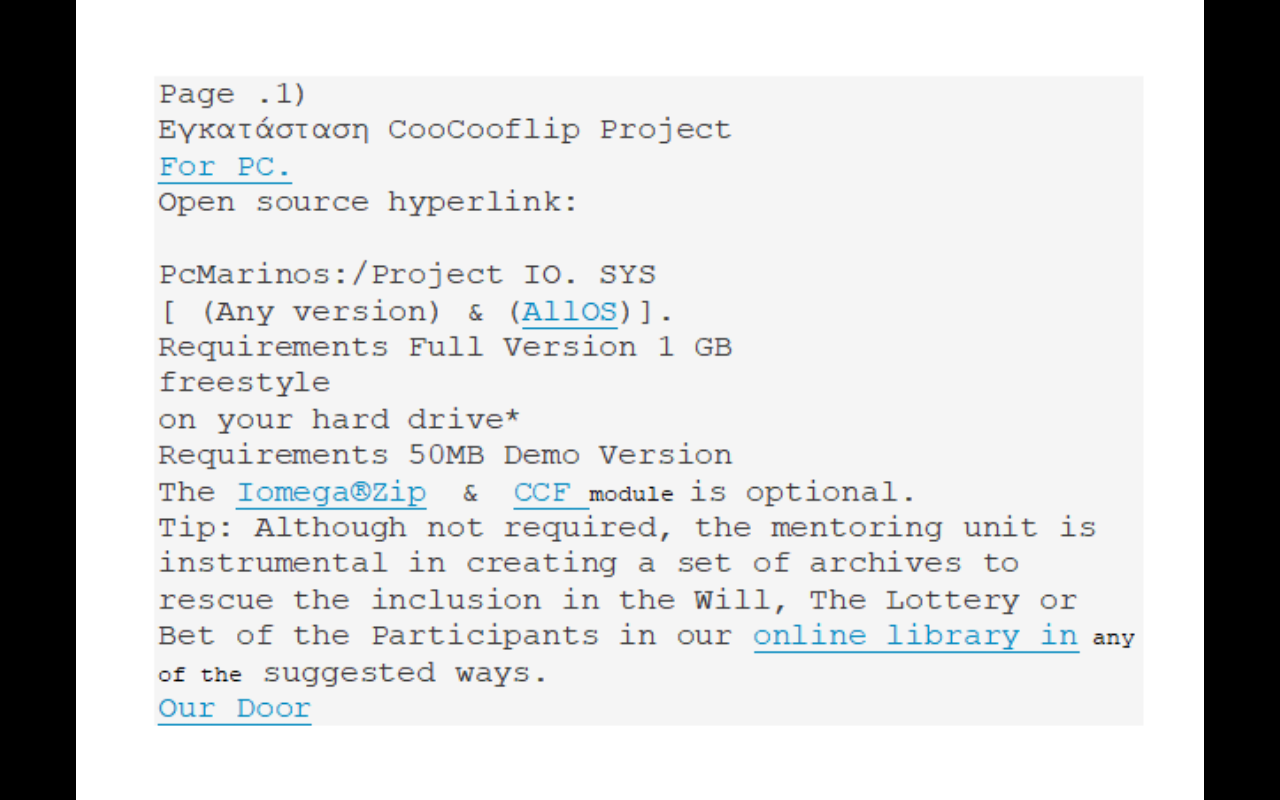 Page .1)
Εγκατάσταση CooCooflip Project
For PC.
Open source hyperlink:
PcMarinos:/Project IO. SYS
[ (Any version) & (AllOS)].
Requirements Full Version 1 GB
freestyle
on your hard drive*
Requirements 50MB Demo Version
The Iomega®Zip & CCF module is optional.
Tip: Although not required, the mentoring unit is
instrumental in creating a set of archives to
rescue the inclusion in the Will, The Lottery or
Bet of the Participants in our online library in any
of the suggested ways.
Our Door